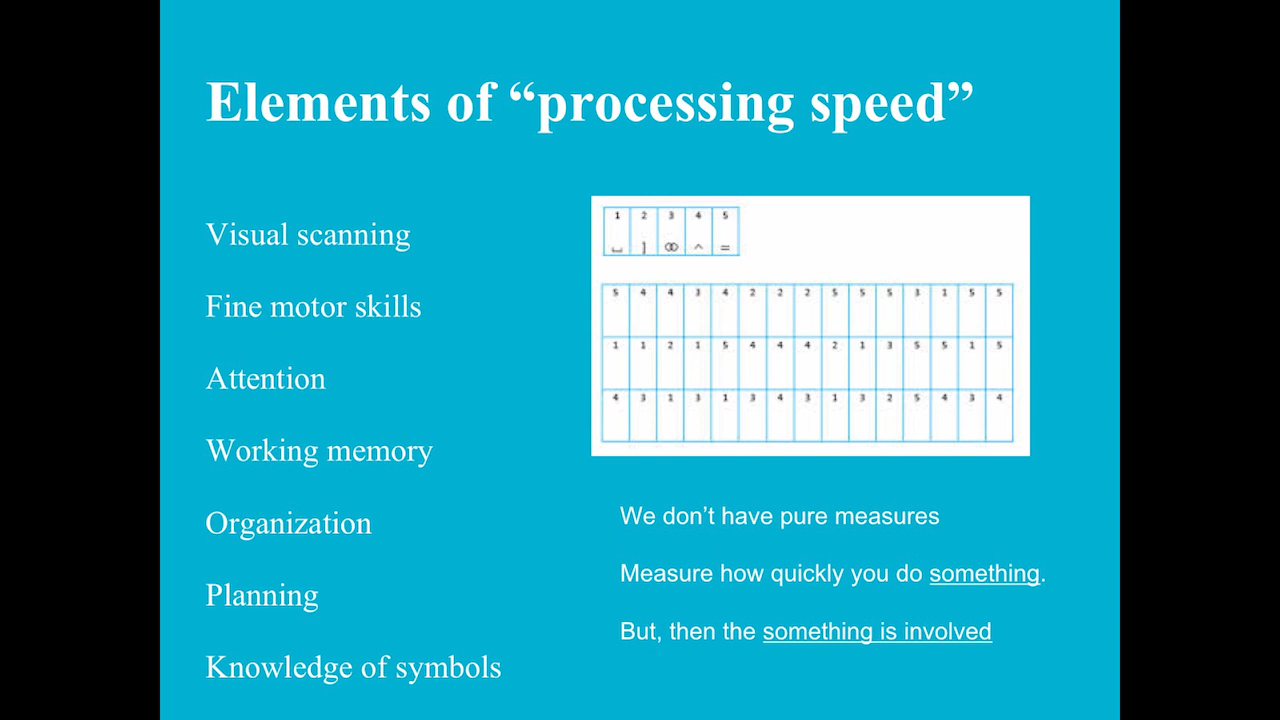 Elements of “processing speed”
Visual scanning
Fine motor skills
Attention
Working memory
Organization
Planning
Knowledge of symbols
1 2 3 4 5
⎵ ] ꝏ ^ =
5 4 4 3 4 2 2 2 5 5 5 3 1 5 5
1 1 2 1 5 4 4 4 2 1 3 5 5 1 5
4 3 1 3 1 3 4 3 1 3 2 5 4 3 4
We don’t have pure measures
Measure how quickly you do something.
But, then the something is involved